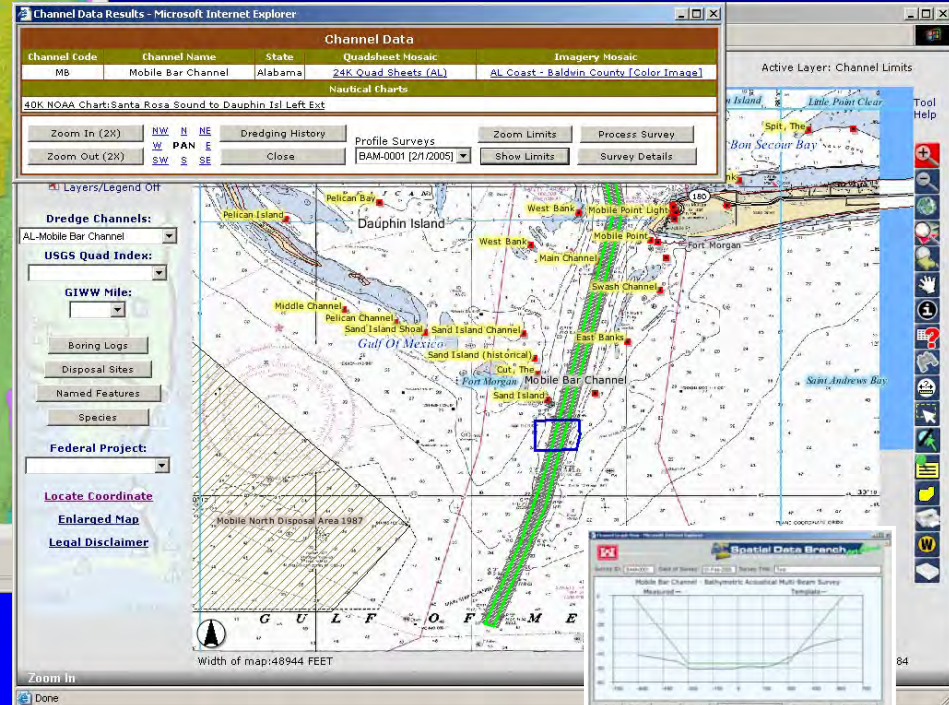 Channel Data Results - Microsoft Internet Explorer
Channel Data
Channel Code Channel Name State Quadsheet Mosaic Imagery Mosaic
MB Mobile Bar Channel Alabama 24K Quad Sheets (AL) AL Coast - Baldwin County [Color Image]
Nautical Charts
40K NOAA Chart:Santa Rosa Sound to Dauphin Isl Left Ext
Zoom In (2X) NW N NE Dredging History Profile Surveys Zoom Limits Process Survey
W PAN E
Zoom Out (2X) SW S SE Close BAM-0001 [2/1/2005] Show Limits Survey Details
Active Layer: Channel Limits
Tool
Help
Layers/Legend Off
Dredge Channels:
AL-Mobile Bar Channel
USGS Quad Index:
GIWW Mile:
Boring Logs
Disposal Sites
Named Features
Species
Federal Project:
Locate Coordinate
Enlarged Map
Legal Disclaimer
Island
Little Point Clear
Spit, The
Bon Secour Bay
180
Pelican Bay
Pelican Island
Dauphin Island
West Bank
Mobile Point Light
West Bank
Mobile Point
Fort Morgan
Main Channel
Swash Channel
Middle Channel
Pelican Channel
Sand Island Shoal
Sand Island Channel
Gulf Of Mexico
East Banks
Sand Island (historical)
Cut, The
Fort Morgan
Mobile Bar Channel
Saint Andrews Bay
Sand Island
Mobile North Disposal Area 1987
GULF OF ME
Width of map:48944 FEET
84
Spatial Data Branch
Mobile Bar Channel - Bathymetric Acoustical Multi-Beam Survey
Measured
Template
Zoom In
Done